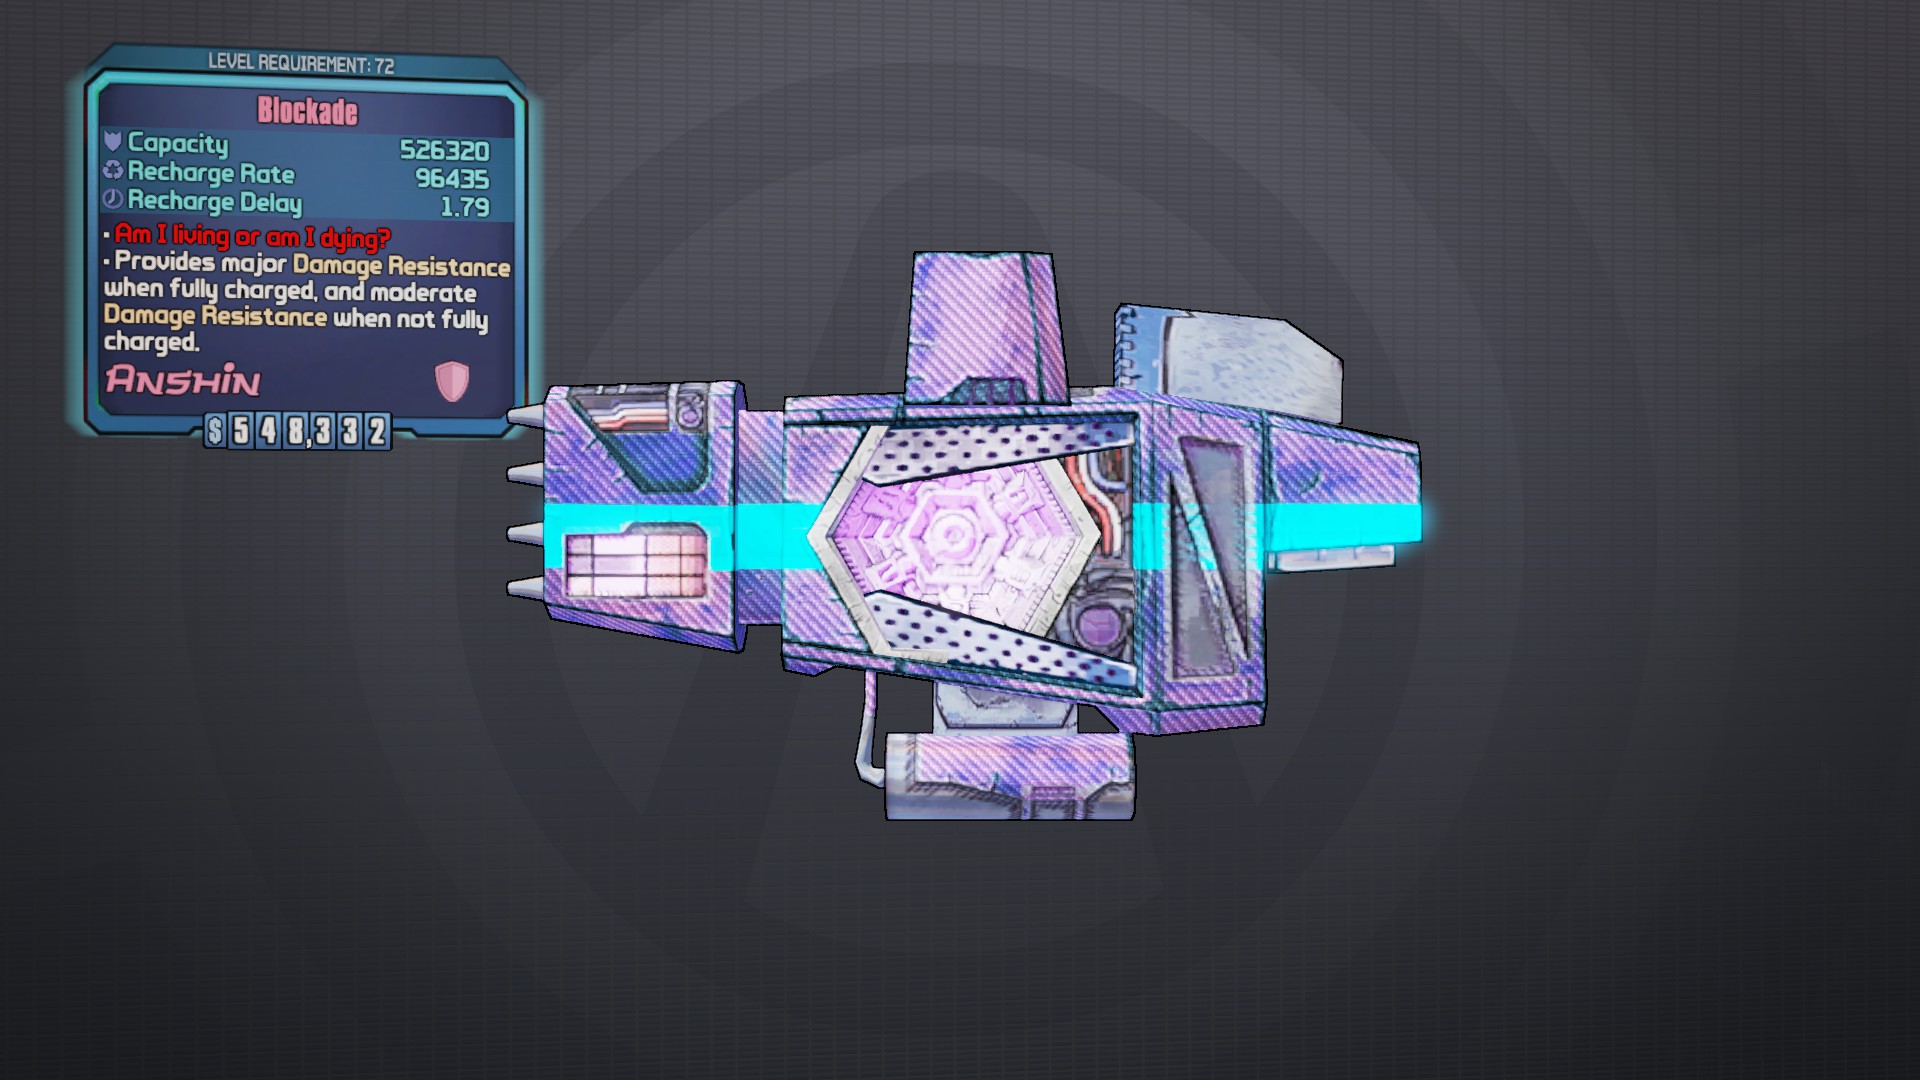 LEVEL REQUIREMENT: 72
Blockade
Capacity 526320
Recharge Rate 96435
Recharge Delay 1.79
• Am I living or am I dying?
• Provides major Damage Resistance
when fully charged, and moderate
Damage Resistance when not fully
charged.
ANSHIN
$548,332